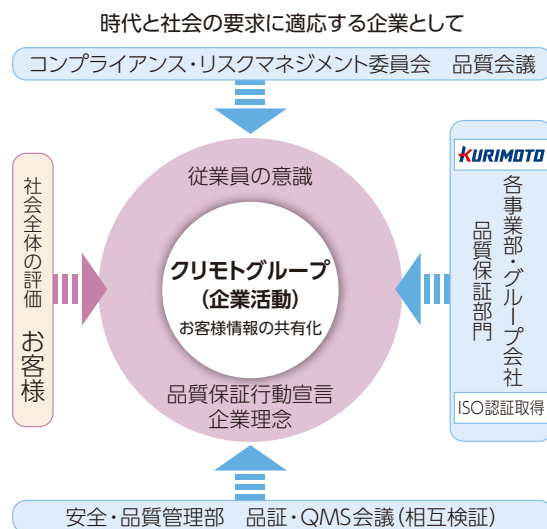 時代と社会の要求に適応する企業として
コンプライアンス・リスクマネジメント委員会　品質会議
従業員の意識
社会全体の評価　お客様
クリモトグループ
(企業活動)
お客様情報の共有化
KURIMOTO
各事業部・グループ会社
品質保証部門
ISO認証取得
品質保証行動宣言
企業理念
安全・品質管理部　品証・QMS会議(相互検証)